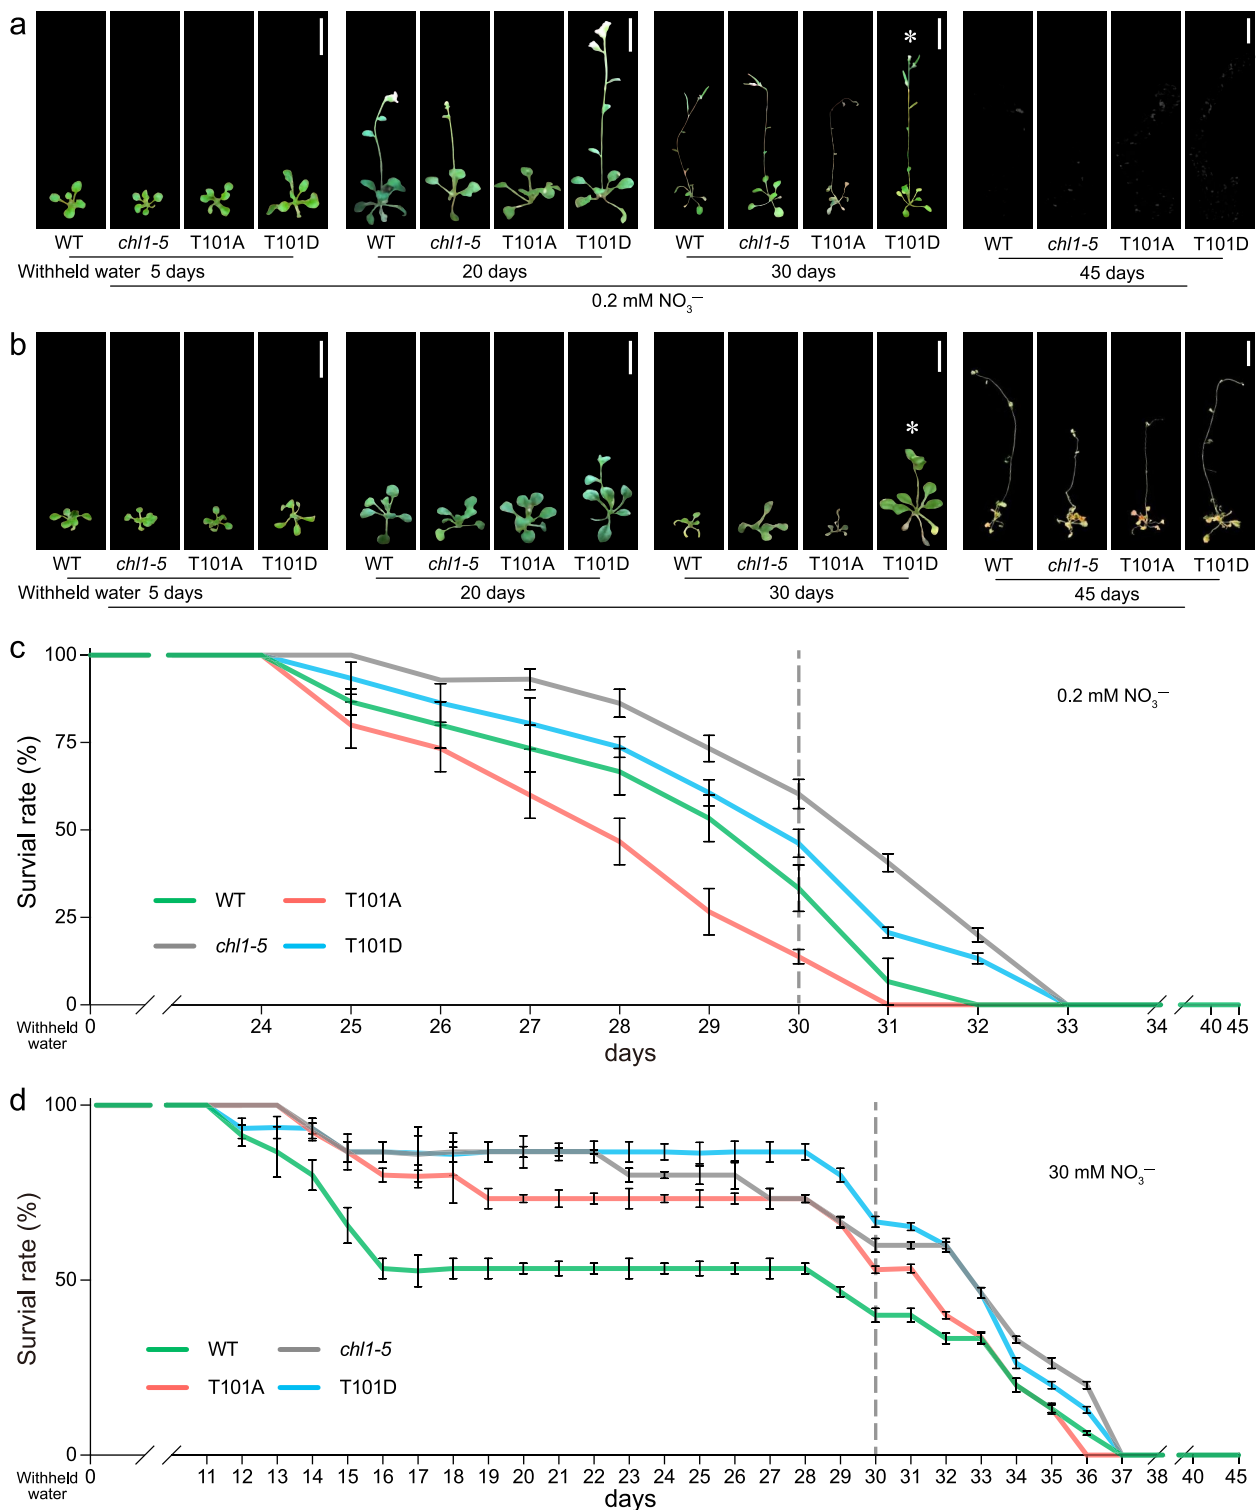 a
*
WT chl1-5 T101A T101D WT chl1-5 T101A T101D WT chl1-5 T101A T101D WT chl1-5 T101A T101D
Withheld water 5 days 20 days 30 days 45 days
0.2 mM NO₃⁻
b
*
WT chl1-5 T101A T101D WT chl1-5 T101A T101D WT chl1-5 T101A T101D WT chl1-5 T101A T101D
Withheld water 5 days 20 days 30 days 45 days
c
100
0.2 mM NO₃⁻
75
Survial rate (%)
50
25
WT T101A
chl1-5 T101D
0
Withheld water
0 24 25 26 27 28 29 30 31 32 33 34 40 45
days
d
100
30 mM NO₃⁻
Survial rate (%)
50
WT chl1-5
T101A T101D
0
Withheld water
0 11 12 13 14 15 16 17 18 19 20 21 22 23 24 25 26 27 28 29 30 31 32 33 34 35 36 37 38 40 45
days